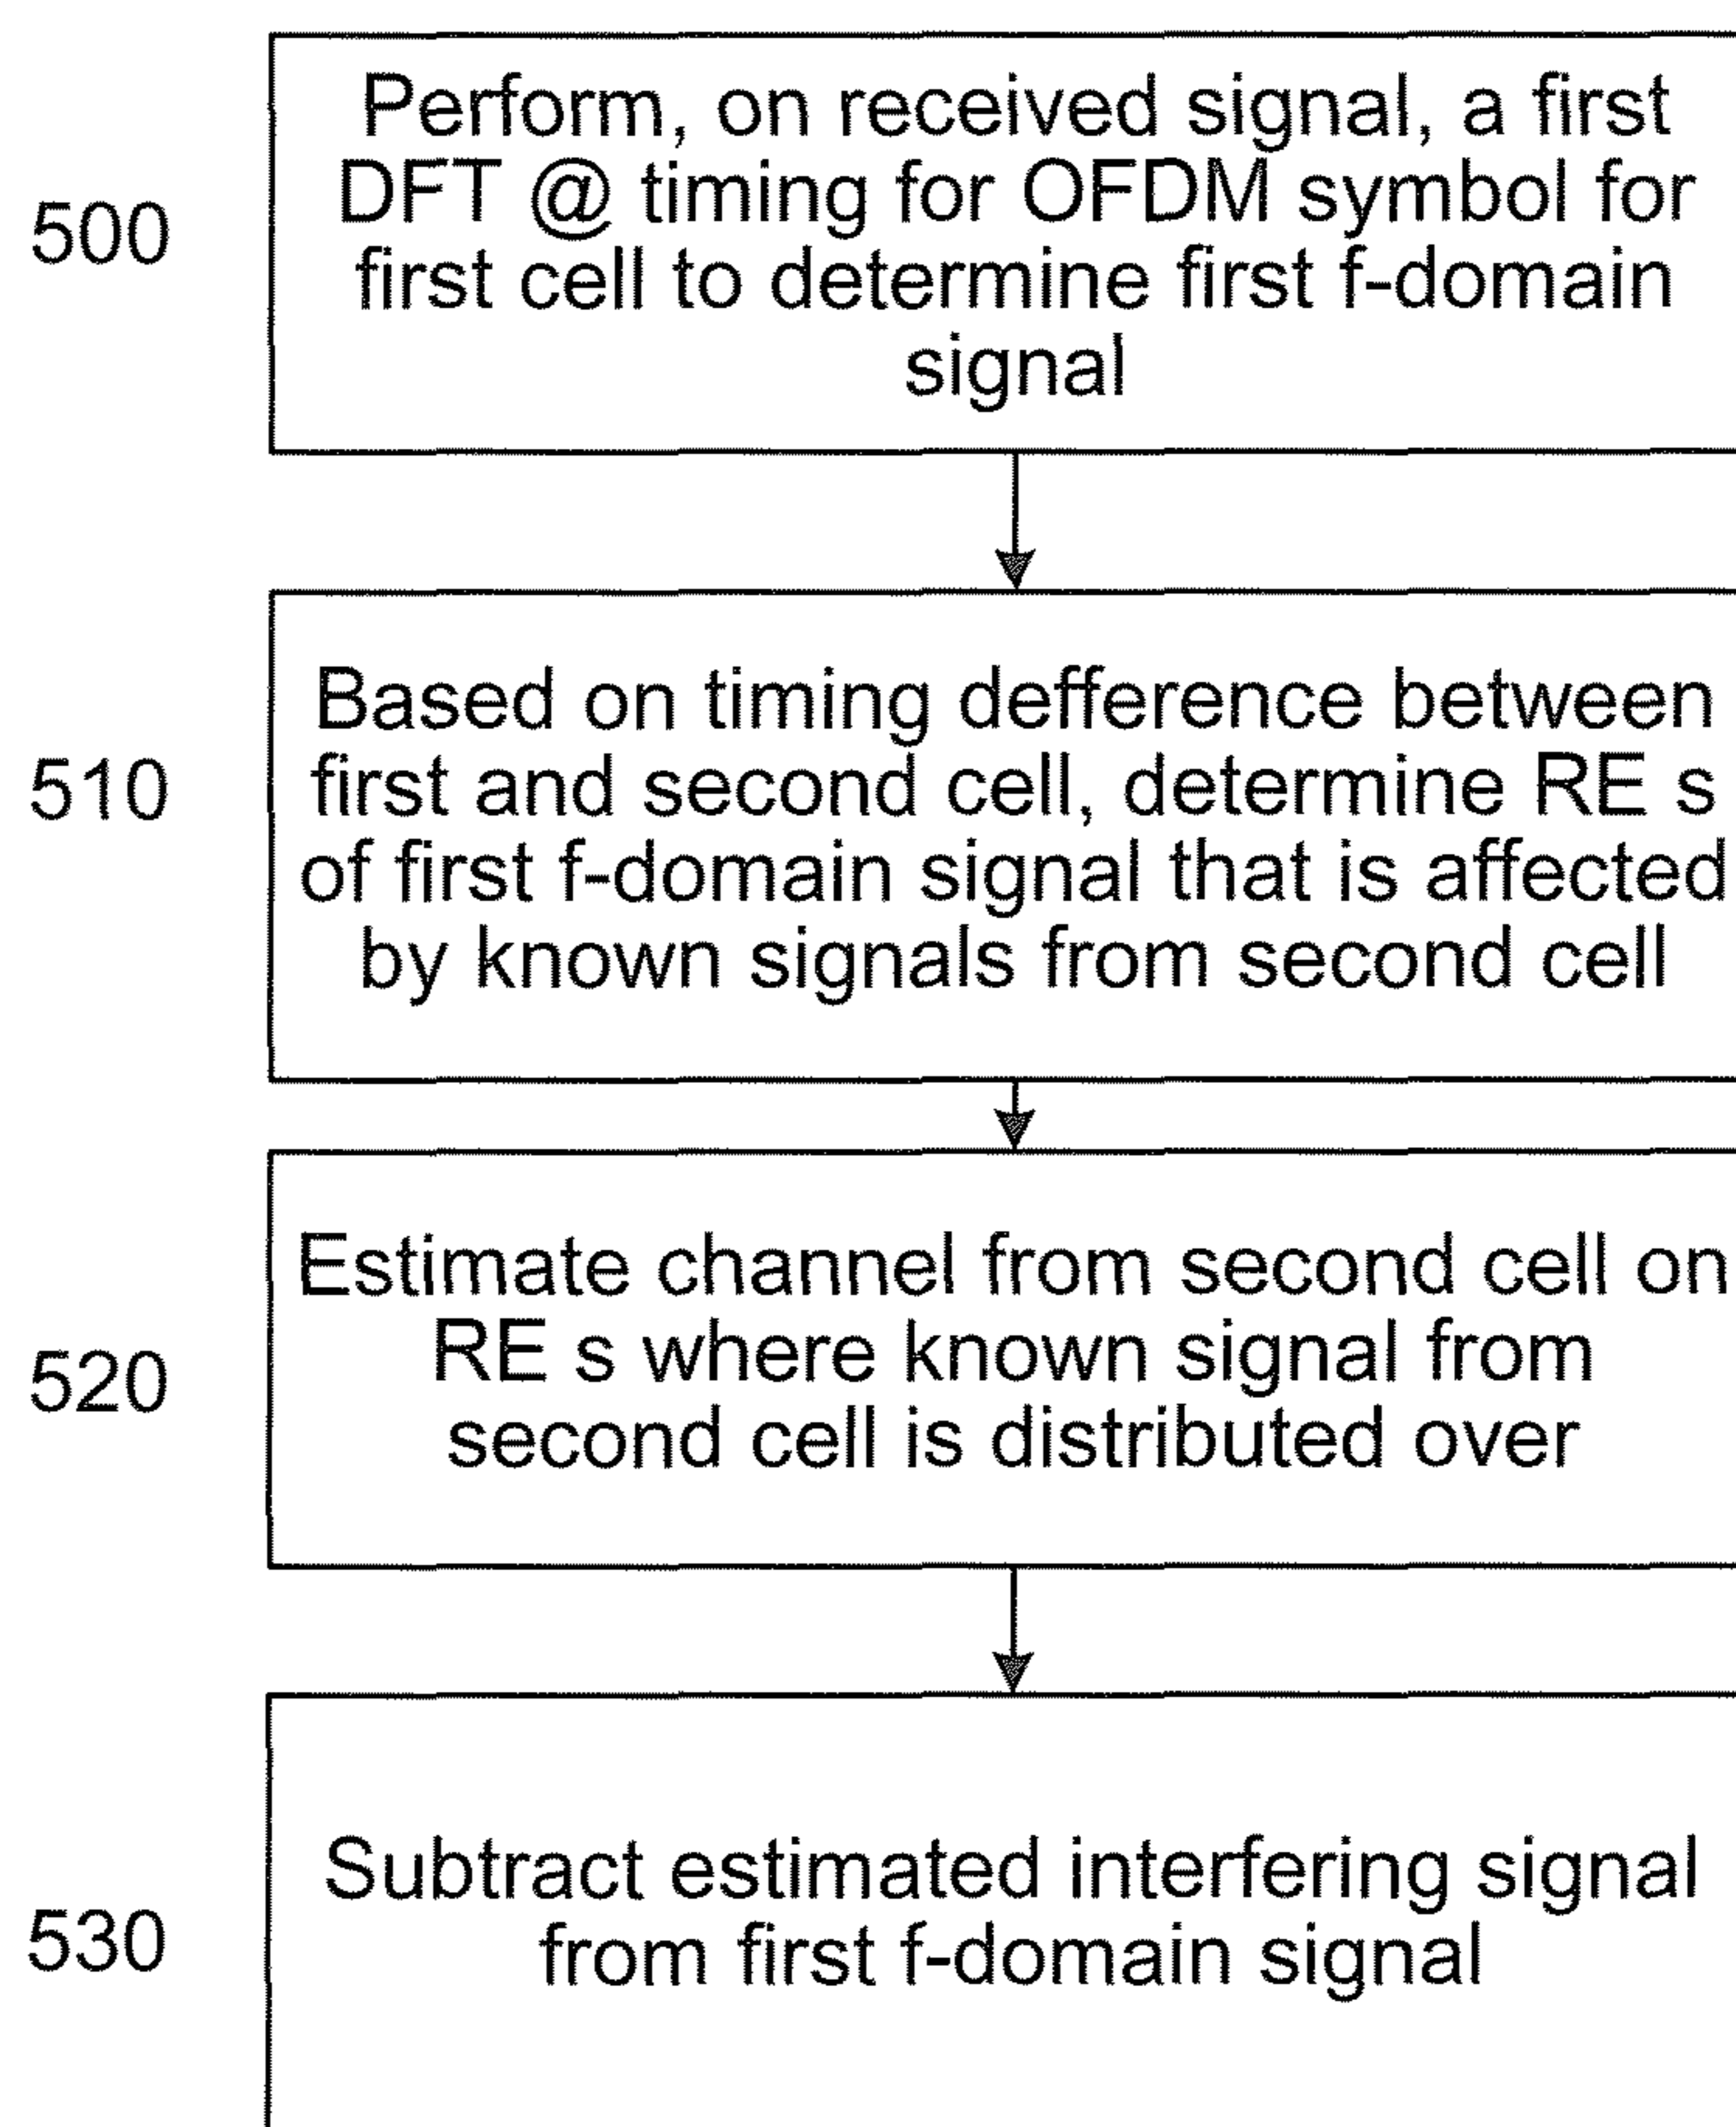 500
Perform, on received signal, a first
DFT @ timing for OFDM symbol for
first cell to determine first f-domain
signal
510
Based on timing defference between
first and second cell, determine RE s
of first f-domain signal that is affected
by known signals from second cell
520
Estimate channel from second cell on
RE s where known signal from
second cell is distributed over
530
Subtract estimated interfering signal
from first f-domain signal